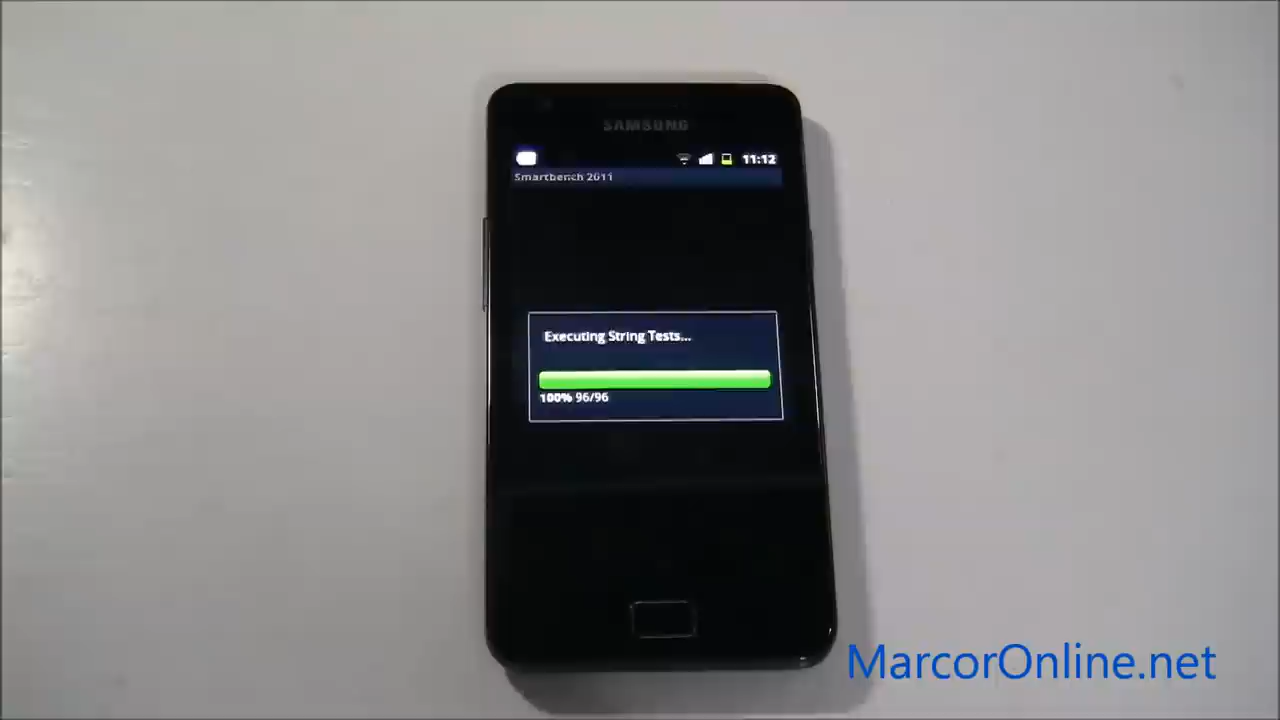 SAMSUNG
11:12
Smartbench 2011
Executing String Tests...
100% 96/96
MarcorOnline.net